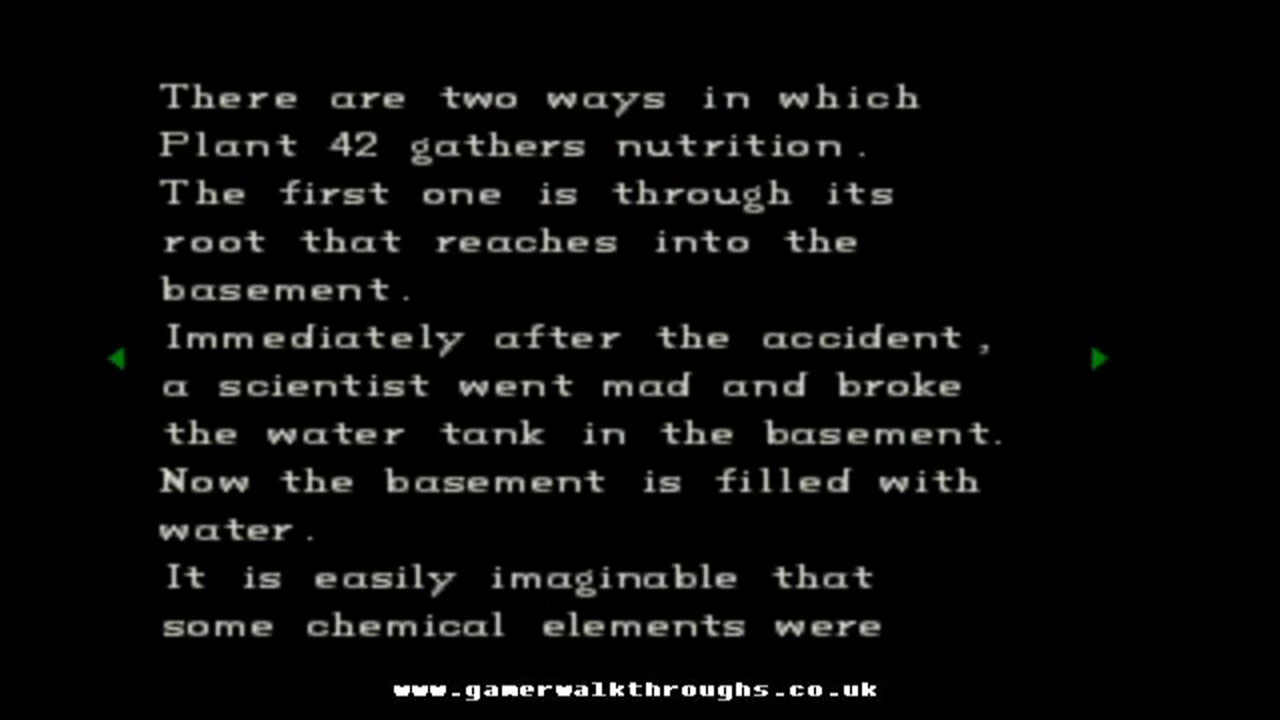 There are two ways in which
Plant 42 gathers nutrition.
The first one is through its
root that reaches into the
basement.
Immediately after the accident,
a scientist went mad and broke
the water tank in the basement.
Now the basement is filled with
water.
It is easily imaginable that
some chemical elements were
www.gamerwalkthroughs.co.uk